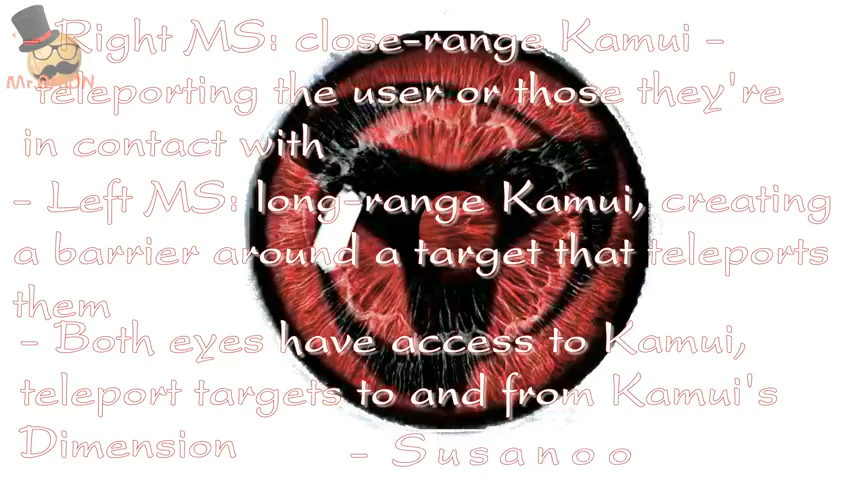 Right MS: close-range Kamui -
teleporting the user or those they're
in contact with
- Left MS: long-range Kamui, creating
a barrier around a target that teleports
them
- Both eyes have access to Kamui,
teleport targets to and from Kamui's
Dimension
- Susanoo